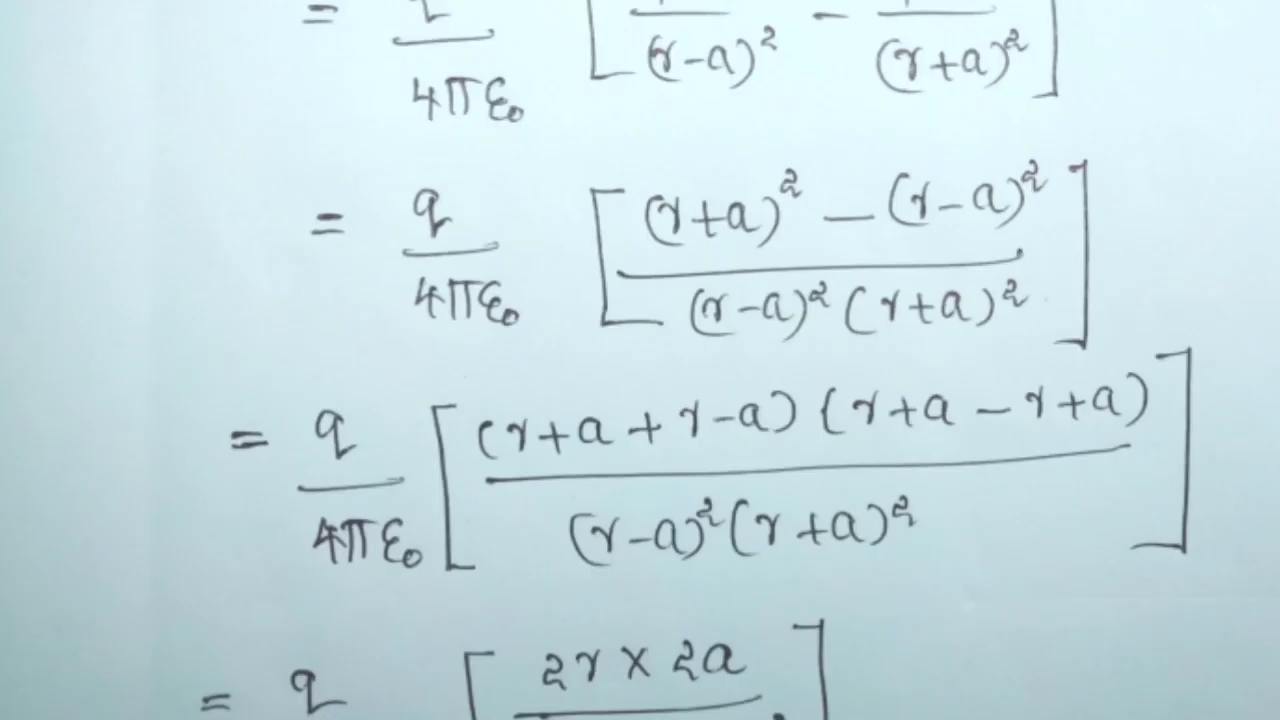 = q/4πε₀ [ 1/(r-a)² - 1/(r+a)² ]
= q/4πε₀ [ (r+a)² - (r-a)² / (r-a)² (r+a)² ]
= q/4πε₀ [ (r+a+r-a) (r+a-r+a) / (r-a)² (r+a)² ]
= q [ 2r × 2a ]